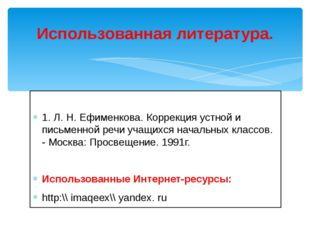 Использованная литература.
1. Л. Н. Ефименкова. Коррекция устной и
письменной речи учащихся начальных классов.
- Москва: Просвещение. 1991г.
Использованные Интернет-ресурсы:
http:\\ imaqeex\\ yandex. ru